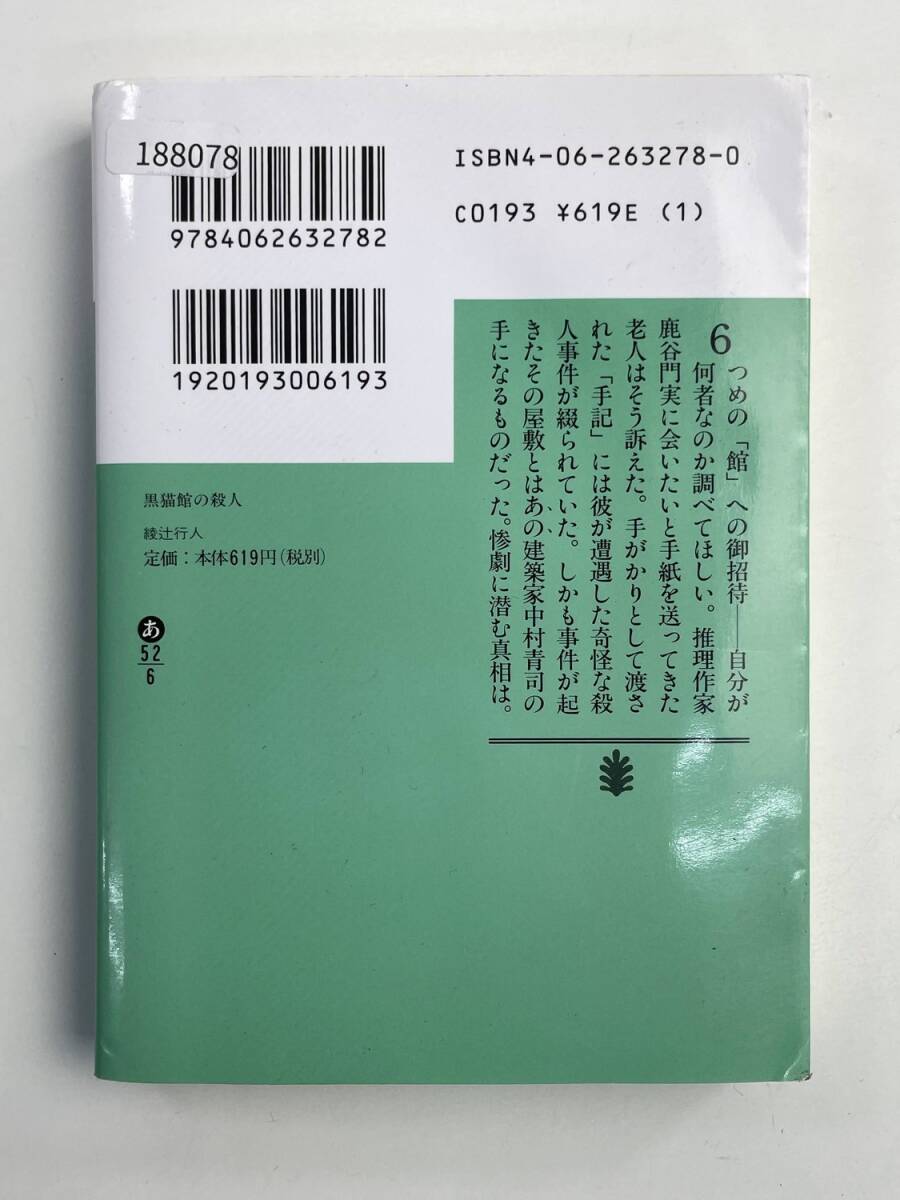 188078
9784062632782
1920193006193
ISBN4-06-263278-0
C0193 ¥619E (1)
6つめの「館」への御招待――自分が
何者なのか調べてほしい。推理作家
鹿谷門実に会いたいと手紙を送ってきた
老人はそう訴えた。手がかりとして渡さ
れた「手記」には彼が遭遇した奇怪な殺
人事件が綴られていた。しかも事件が起
きたその屋敷とはあの建築家中村青司の
手になるものだった。惨劇に潜む真相は。
黒猫館の殺人
綾辻行人
定価：本体619円（税別）
あ
52
6